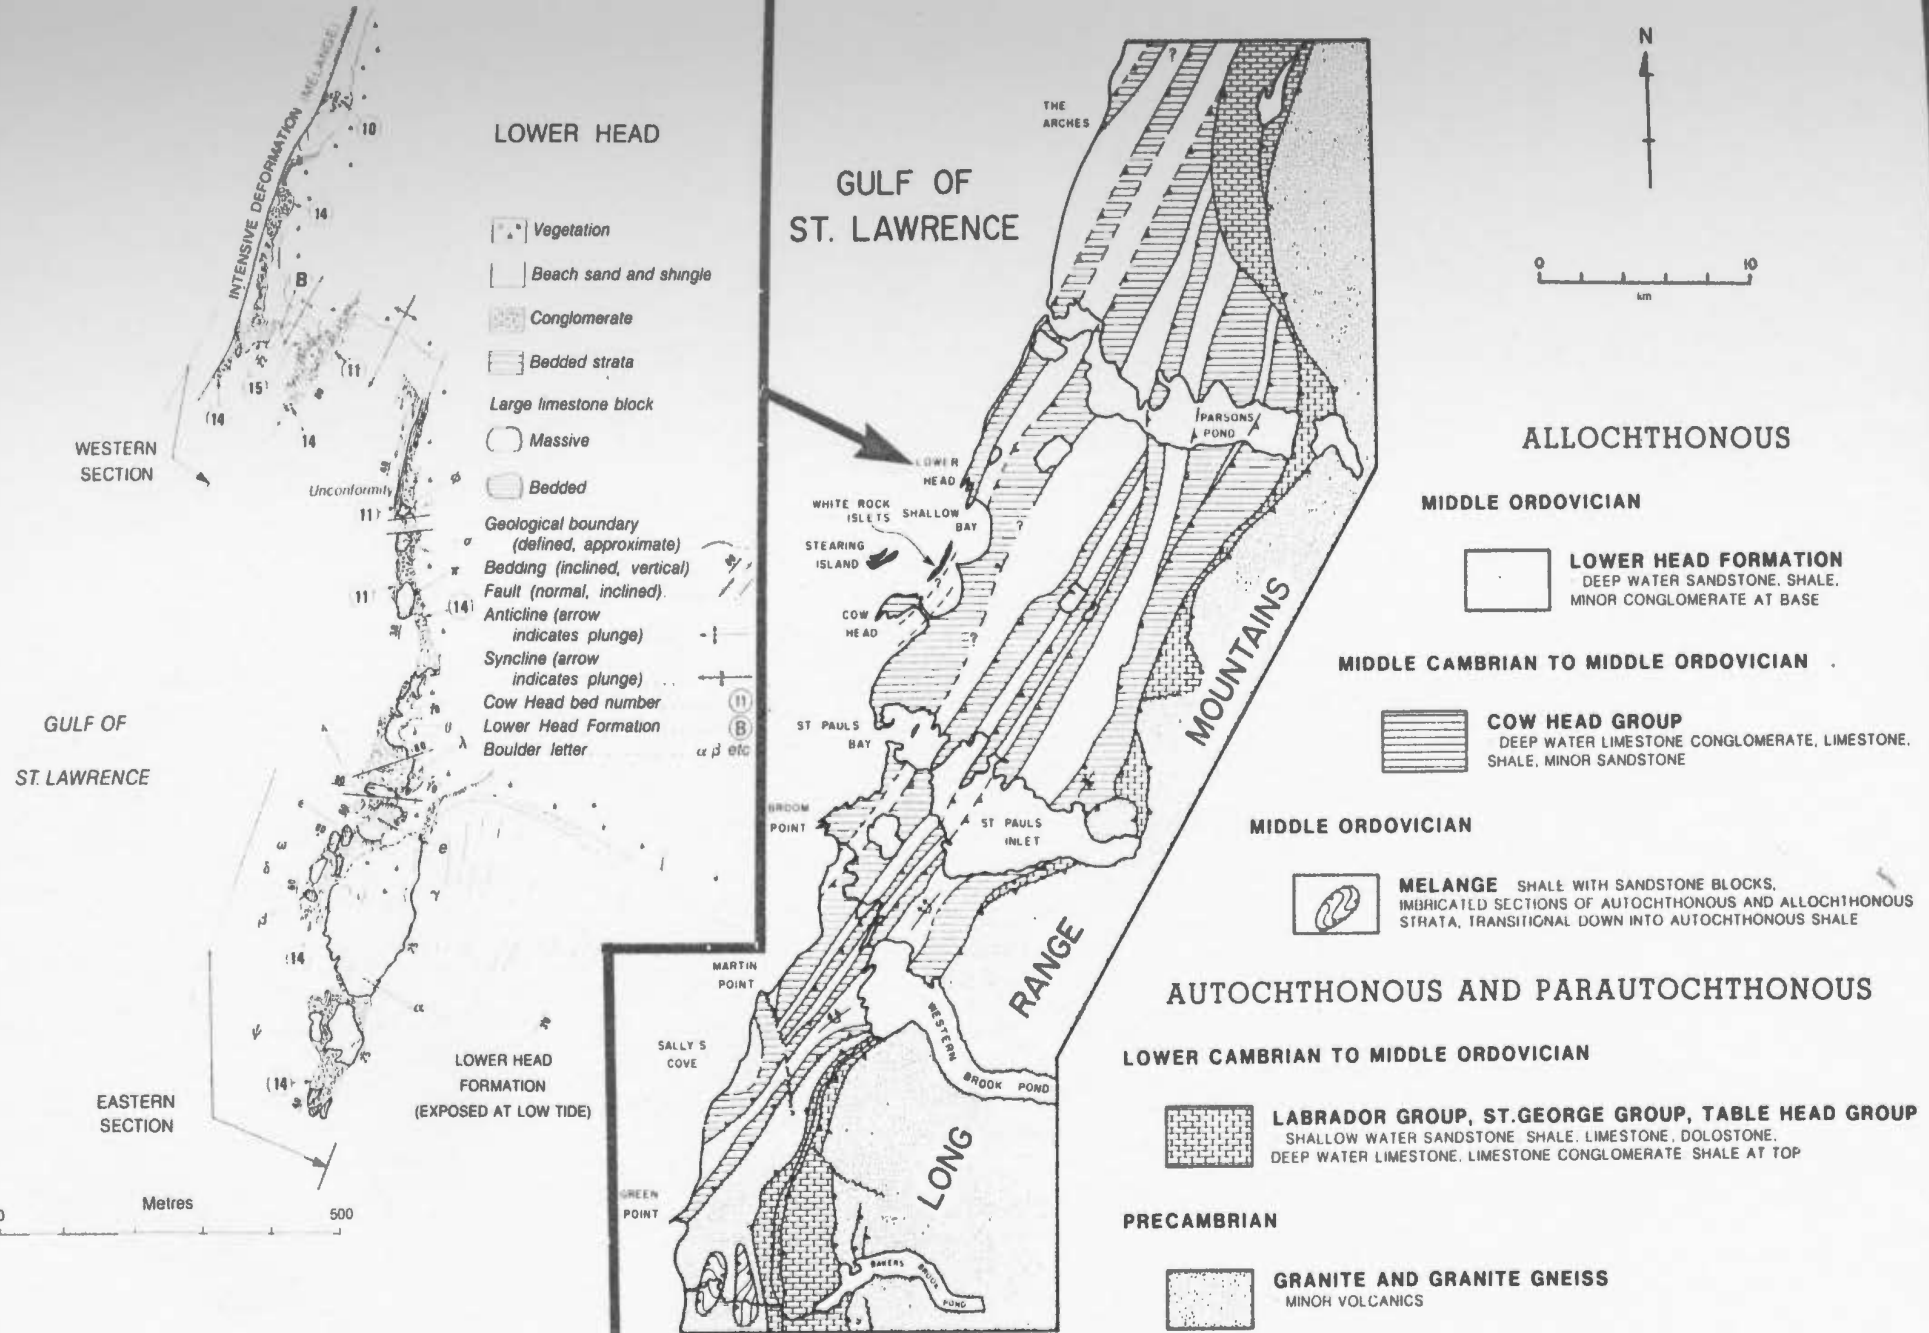 LOWER HEAD
INTENSIVE DEFORMATION (MÉLANGE)
10
14
B
11
15
14
14
WESTERN
SECTION
Unconformity
11
11
14
GULF OF
ST. LAWRENCE
14
14
EASTERN
SECTION
LOWER HEAD
FORMATION
(EXPOSED AT LOW TIDE)
Metres
0
500
φ
σ
π
θ
λ
ε
ω
δ
β
e
γ
α
ψ
Vegetation
Beach sand and shingle
Conglomerate
Bedded strata
Large limestone block
Massive
Bedded
Geological boundary
(defined, approximate)
Bedding (inclined, vertical)
Fault (normal, inclined)
Anticline (arrow
indicates plunge)
Syncline (arrow
indicates plunge)
Cow Head bed number 11
Lower Head Formation B
Boulder letter α β etc
GULF OF
ST. LAWRENCE
THE
ARCHES
PARSONS
POND
LOWER
HEAD
WHITE ROCK
ISLETS
SHALLOW
BAY
STEARING
ISLAND
COW
HEAD
ST PAULS
BAY
BROOM
POINT
ST PAULS
INLET
MARTIN
POINT
SALLY'S
COVE
WESTERN
BROOK POND
GREEN
POINT
BAKERS BROOK
POND
LONG
RANGE
MOUNTAINS
N
0
10
km
ALLOCHTHONOUS
MIDDLE ORDOVICIAN
LOWER HEAD FORMATION
DEEP WATER SANDSTONE, SHALE,
MINOR CONGLOMERATE AT BASE
MIDDLE CAMBRIAN TO MIDDLE ORDOVICIAN
COW HEAD GROUP
DEEP WATER LIMESTONE CONGLOMERATE, LIMESTONE,
SHALE, MINOR SANDSTONE
MIDDLE ORDOVICIAN
MELANGE SHALE WITH SANDSTONE BLOCKS,
IMBRICATED SECTIONS OF AUTOCHTHONOUS AND ALLOCHTHONOUS
STRATA, TRANSITIONAL DOWN INTO AUTOCHTHONOUS SHALE
AUTOCHTHONOUS AND PARAUTOCHTHONOUS
LOWER CAMBRIAN TO MIDDLE ORDOVICIAN
LABRADOR GROUP, ST.GEORGE GROUP, TABLE HEAD GROUP
SHALLOW WATER SANDSTONE SHALE, LIMESTONE, DOLOSTONE,
DEEP WATER LIMESTONE, LIMESTONE CONGLOMERATE SHALE AT TOP
PRECAMBRIAN
GRANITE AND GRANITE GNEISS
MINOR VOLCANICS